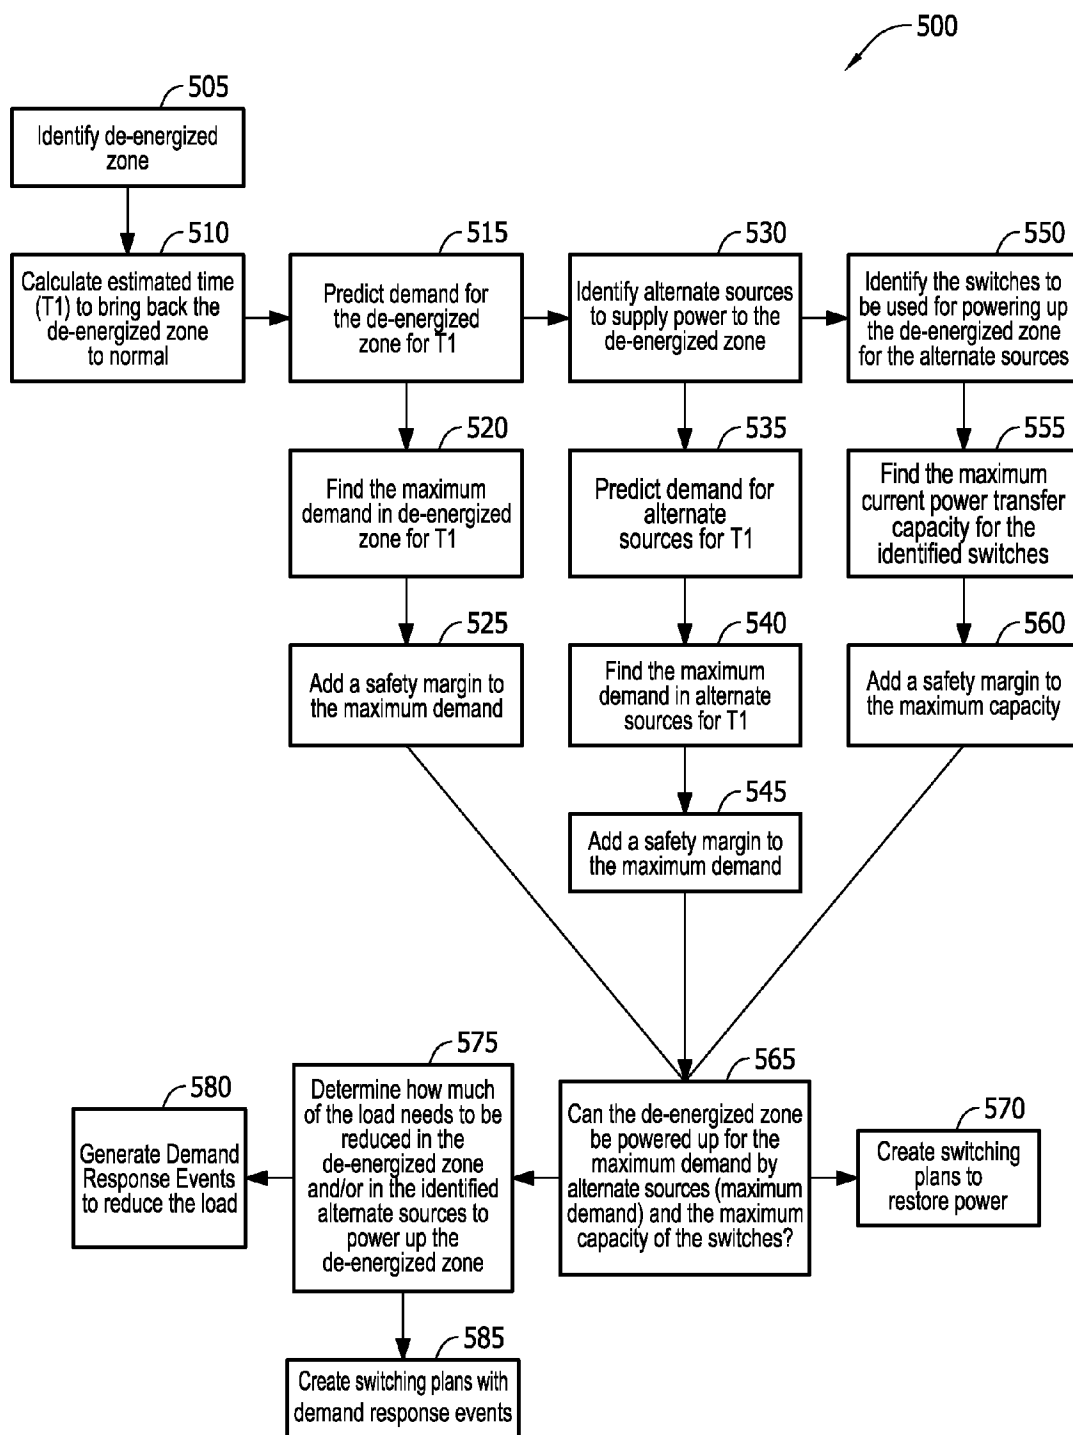 500
505
Identify de-energized
zone
510
Calculate estimated time
(T1) to bring back the
de-energized zone
to normal
515
Predict demand for
the de-energized
zone for T1
530
Identify alternate sources
to supply power to the
de-energized zone
550
Identify the switches to
be used for powering up
the de-energized zone
for the alternate sources
520
Find the maximum
demand in de-energized
zone for T1
535
Predict demand for
alternate
sources for T1
555
Find the maximum
current power transfer
capacity for the
identified switches
525
Add a safety margin to
the maximum demand
540
Find the maximum
demand in alternate
sources for T1
560
Add a safety margin to
the maximum capacity
545
Add a safety margin to
the maximum demand
580
Generate Demand
Response Events
to reduce the load
575
Determine how much
of the load needs to be
reduced in the
de-energized zone
and/or in the identified
alternate sources to
power up the
de-energized zone
565
Can the de-energized zone
be powered up for the
maximum demand by
alternate sources (maximum
demand) and the maximum
capacity of the switches?
570
Create switching
plans to
restore power
585
Create switching plans with
demand response events